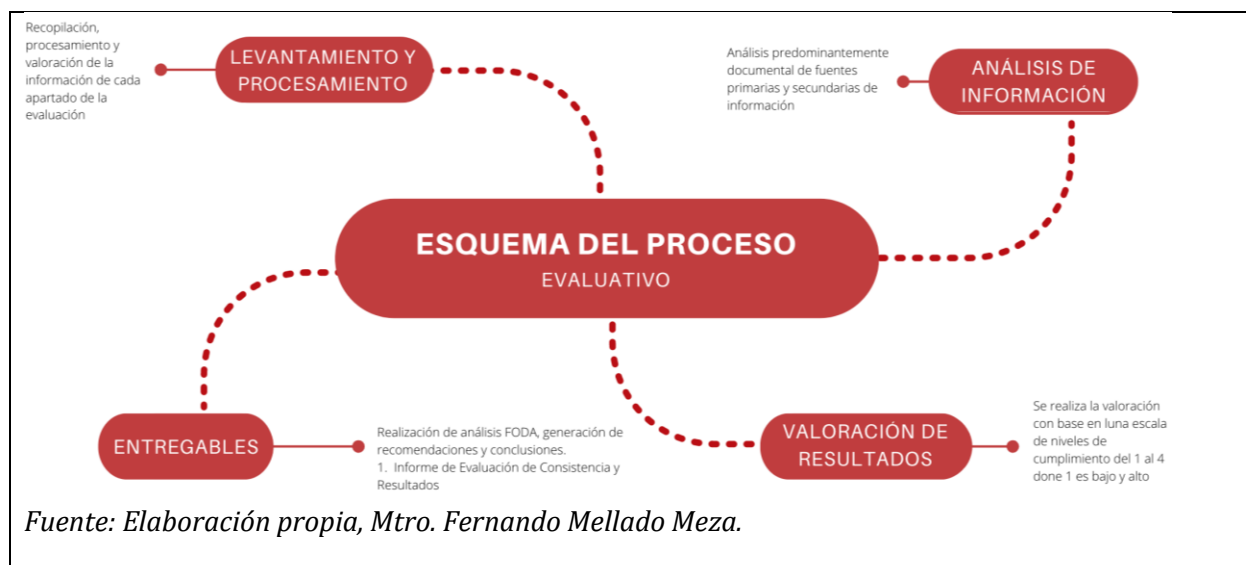 Recopilación,
procesamiento y
valoración de la
información de cada
apartado de la
evaluación
LEVANTAMIENTO Y
PROCESAMIENTO
Análisis predominantemente
documental de fuentes
primarias y secundarias de
información
ANÁLISIS DE
INFORMACIÓN
ESQUEMA DEL PROCESO
EVALUATIVO
ENTREGABLES
Realización de análisis FODA, generación de
recomendaciones y conclusiones.
1. Informe de Evaluación de Consistencia y
Resultados
VALORACIÓN DE
RESULTADOS
Se realiza la valoración
con base en luna escala
de niveles de
cumplimiento del 1 al 4
done 1 es bajo y alto
Fuente: Elaboración propia, Mtro. Fernando Mellado Meza.